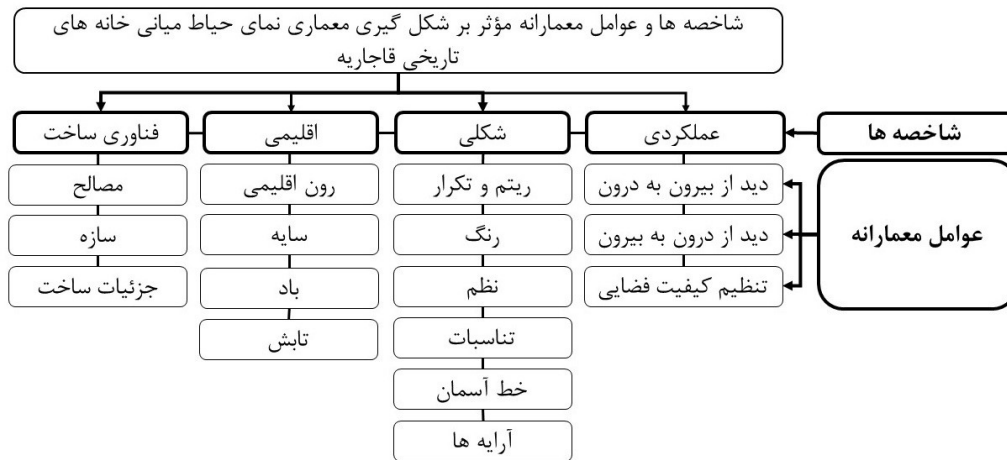 شاخصه ها و عوامل معمارانه مؤثر بر شکل گیری معماری نمای حیاط میانی خانه های
تاریخی قاجاریه
شاخصه ها
عملکردی
شکلی
اقلیمی
فناوری ساخت
عوامل معمارانه
دید از بیرون به درون
دید از درون به بیرون
تنظیم کیفیت فضایی
ریتم و تکرار
رنگ
نظم
تناسبات
خط آسمان
آرایه ها
رون اقلیمی
سایه
باد
تابش
مصالح
سازه
جزئیات ساخت